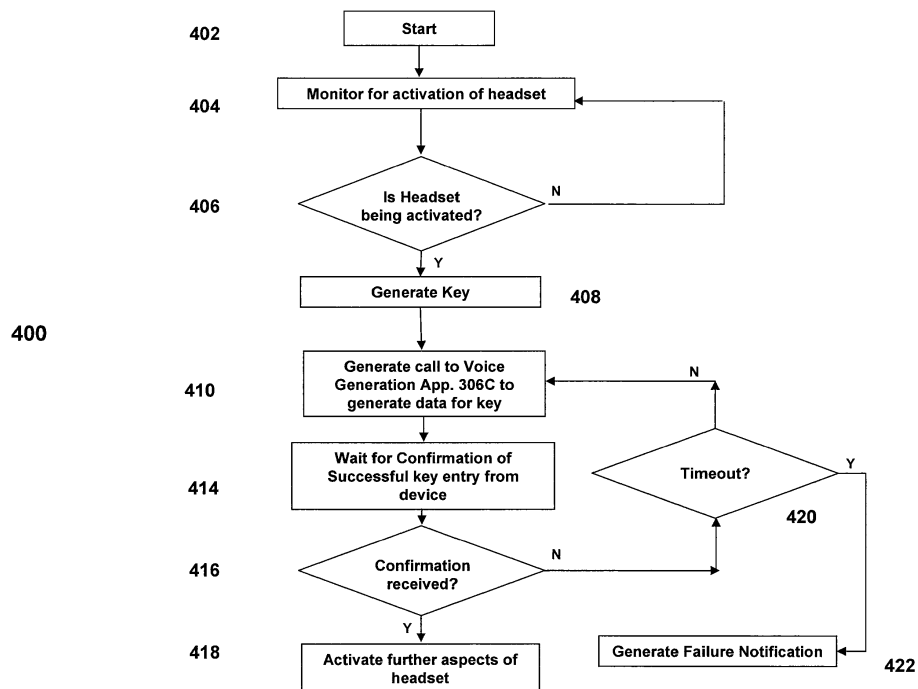 402
Start
404
Monitor for activation of headset
406
Is Headset
being activated?
N
Y
Generate Key
408
400
410
Generate call to Voice
Generation App. 306C to
generate data for key
N
414
Wait for Confirmation of
Successful key entry from
device
Timeout?
Y
420
416
Confirmation
received?
N
Y
418
Activate further aspects of
headset
Generate Failure Notification
422